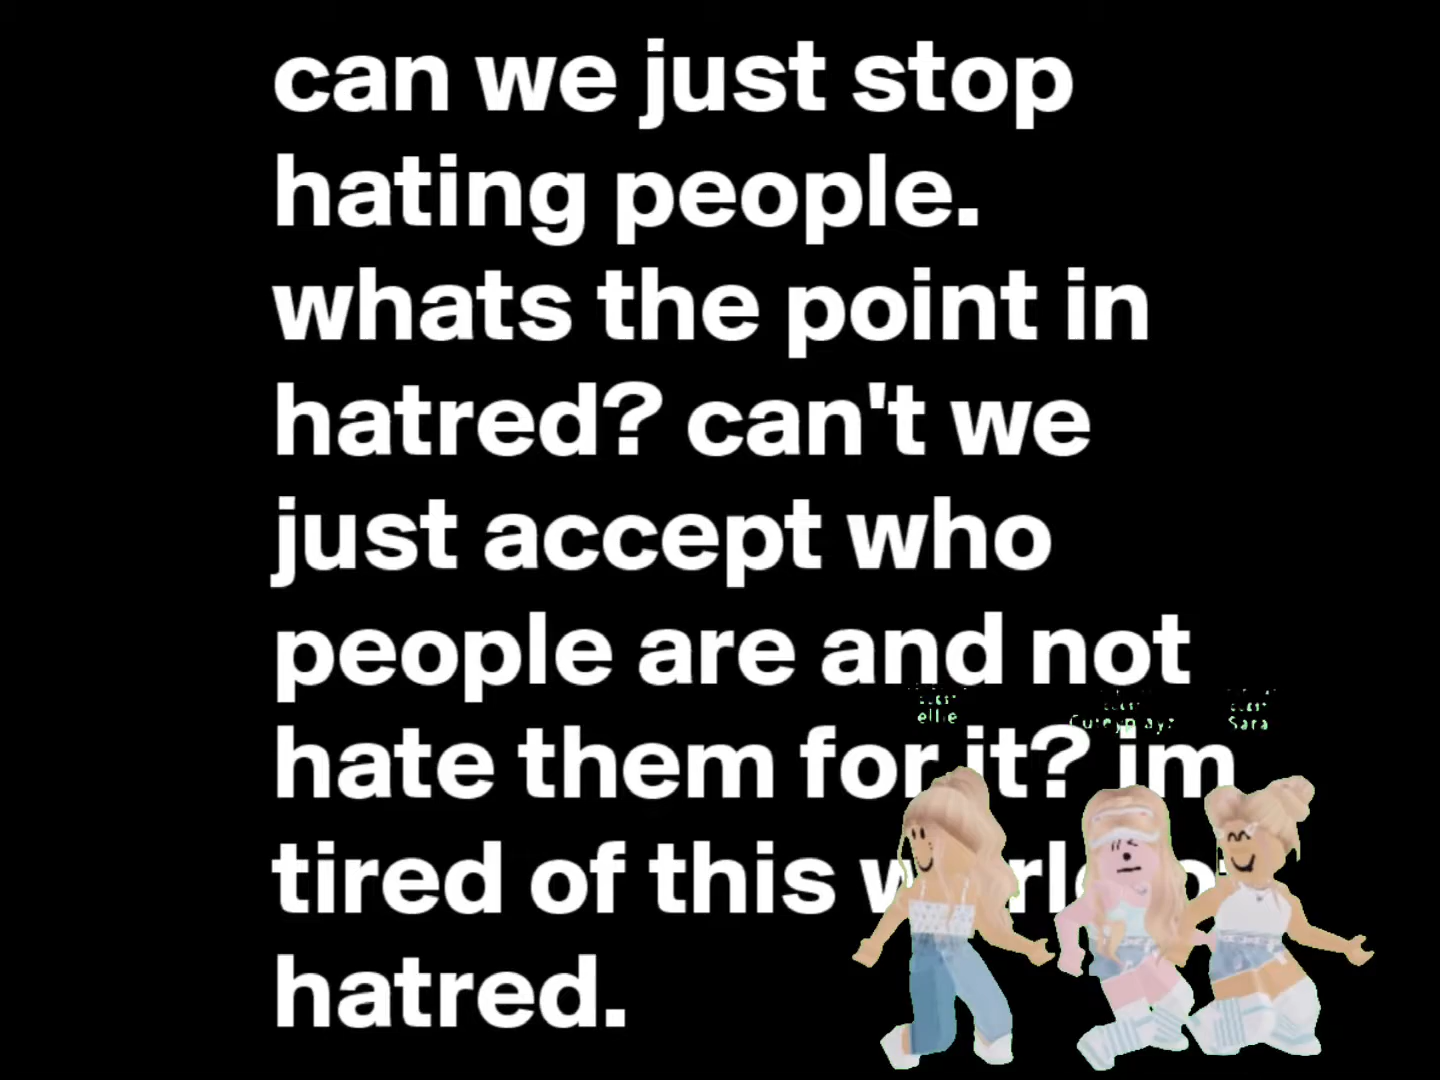 can we just stop
hating people.
whats the point in
hatred? can't we
just accept who
people are and not
ellie
Sara
hate them for it? im
tired of this
hatred.